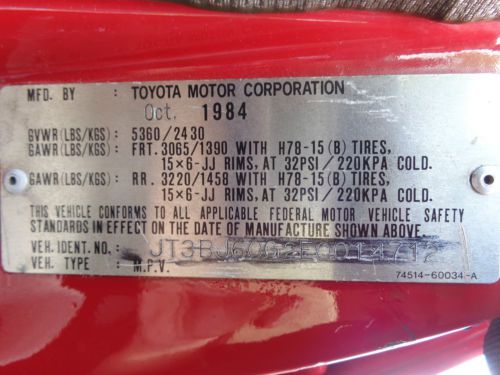 MFD. BY : TOYOTA MOTOR CORPORATION
Oct. 1984
GVWR(LBS/KGS) : 5360/2430
GAWR(LBS/KGS) : FRT. 3065/1390 WITH H78-15(B) TIRES,
15×6-JJ RIMS, AT 32PSI/220KPA COLD.
GAWR(LBS/KGS) : RR. 3220/1458 WITH H78-15(B) TIRES,
15×6-JJ RIMS, AT 32PSI/220KPA COLD.
THIS VEHICLE CONFORMS TO ALL APPLICABLE FEDERAL MOTOR VEHICLE SAFETY
STANDARDS IN EFFECT ON THE DATE OF MANUFACTURE SHOWN ABOVE.
VEH. IDENT. NO. :
VEH. TYPE : M.P.V.
74514-60034-A